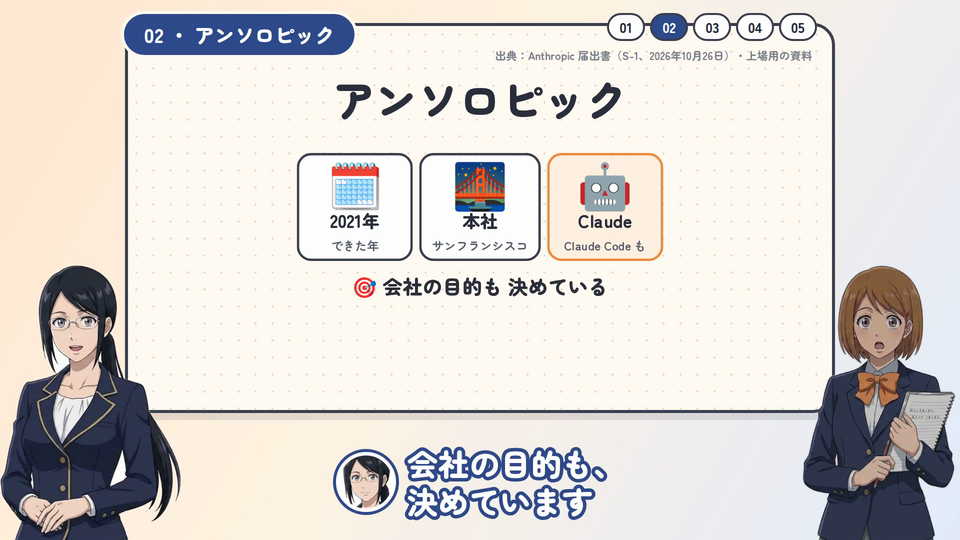 02 ・ アンソロピック
01 02 03 04 05
出典：Anthropic 届出書（S-1、2026年10月26日）・上場用の資料
アンソロピック
2021年
できた年
本社
サンフランシスコ
Claude
Claude Code も
🎯 会社の目的も 決めている
会社の目的も、
決めています